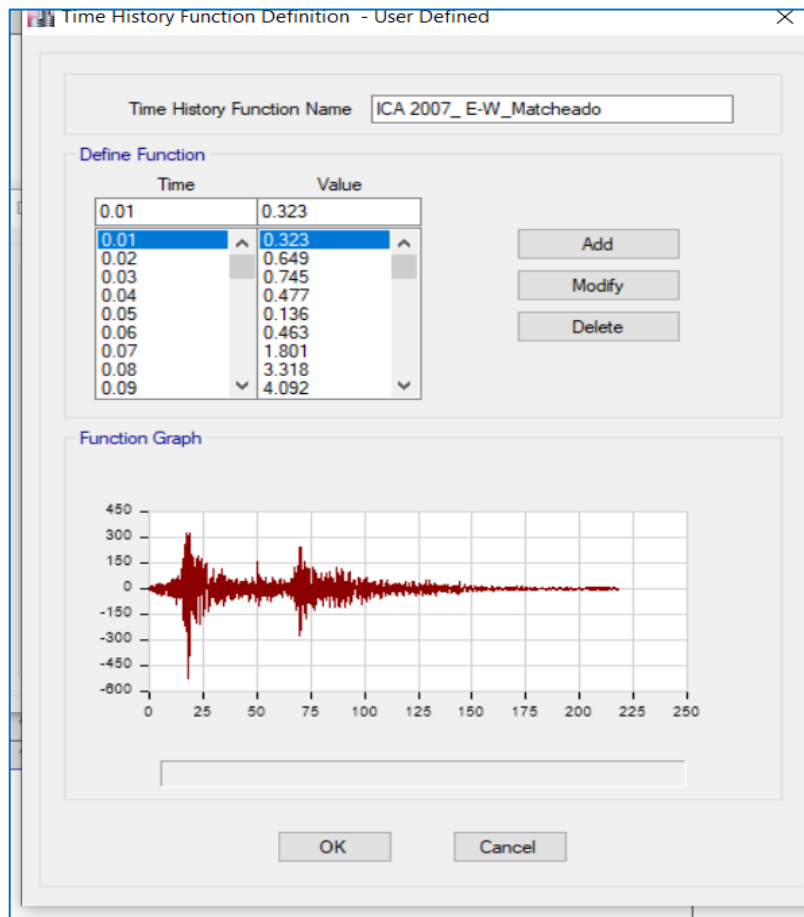 Time History Function Definition - User Defined
Time History Function Name ICA 2007_ E-W_Matcheado
Define Function
Time Value
0.01 0.323
0.01 0.323
0.02 0.649
0.03 0.745
0.04 0.477
0.05 0.136
0.06 0.463
0.07 1.801
0.08 3.318
0.09 4.092
Add
Modify
Delete
Function Graph
450
300
150
0
-150
-300
-450
-600
0 25 50 75 100 125 150 175 200 225 250
OK Cancel